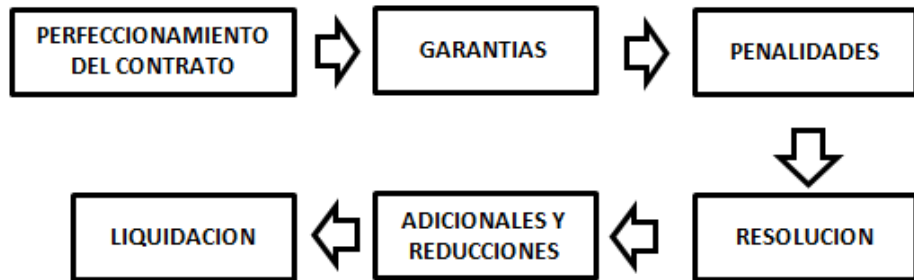 PERFECCIONAMIENTO
DEL CONTRATO
GARANTIAS
PENALIDADES
RESOLUCION
ADICIONALES Y
REDUCCIONES
LIQUIDACION